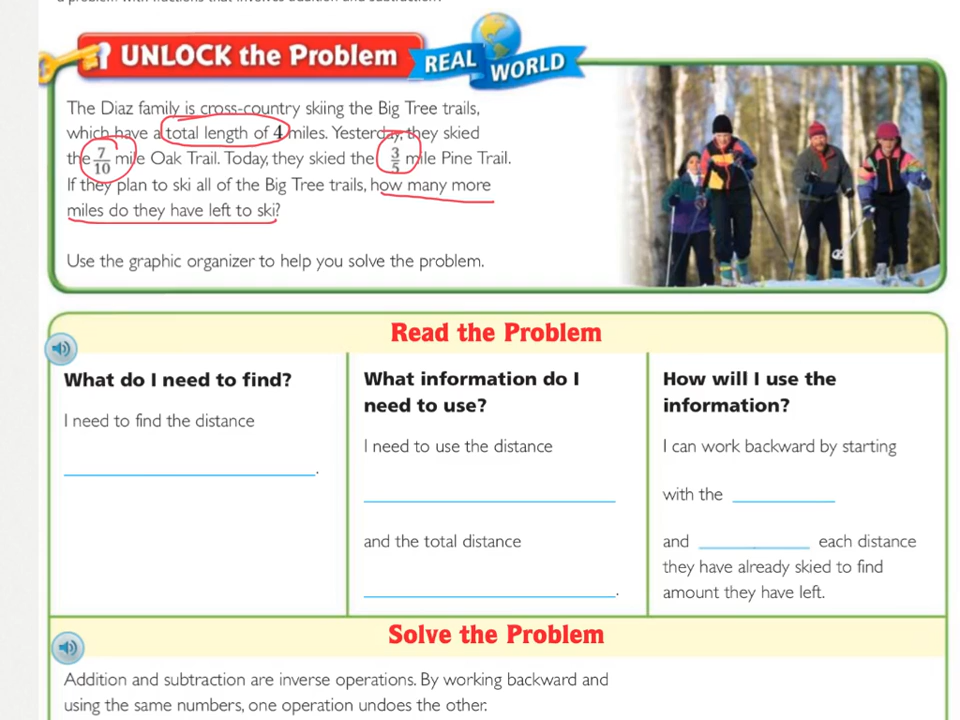 UNLOCK the Problem REAL WORLD
The Diaz family is cross-country skiing the Big Tree trails,
which have a total length of 4 miles. Yesterday, they skied
the 7/10 mile Oak Trail. Today, they skied the 3/5 mile Pine Trail.
If they plan to ski all of the Big Tree trails, how many more
miles do they have left to ski?
Use the graphic organizer to help you solve the problem.
Read the Problem
What do I need to find?
I need to find the distance
.
What information do I
need to use?
I need to use the distance
and the total distance
.
How will I use the
information?
I can work backward by starting
with the
and each distance
they have already skied to find
amount they have left.
Solve the Problem
Addition and subtraction are inverse operations. By working backward and
using the same numbers, one operation undoes the other.